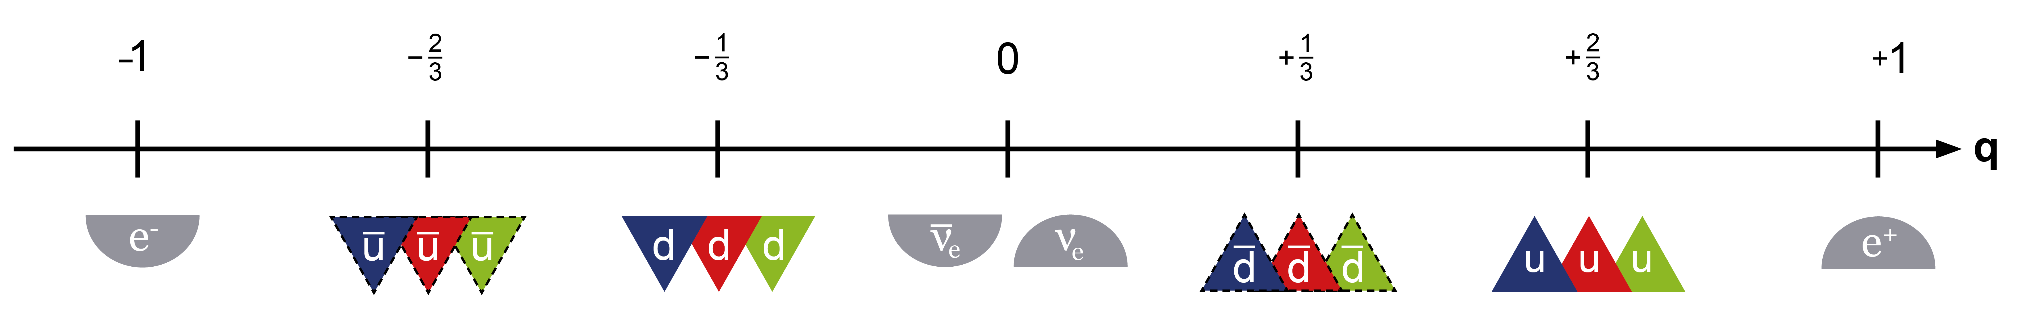 –1 −2/3 −1/3 0 +1/3 +2/3 +1
q
e⁻ u̅ u̅ u̅ d d d ν̅ₑ νₑ d̅ d̅ d̅ u u u e⁺